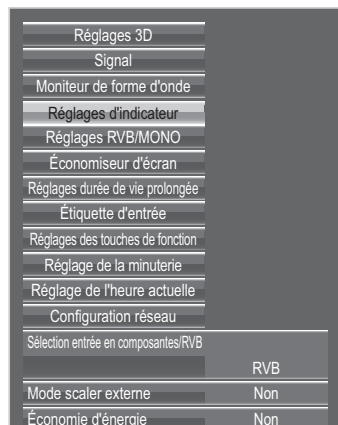 Réglages 3D
Signal
Moniteur de forme d'onde
Réglages d'indicateur
Réglages RVB/MONO
Économiseur d'écran
Réglages durée de vie prolongée
Étiquette d'entrée
Réglages des touches de fonction
Réglage de la minuterie
Réglage de l'heure actuelle
Configuration réseau
Sélection entrée en composantes/RVB
RVB
Mode scaler externe Non
Économie d'énergie Non